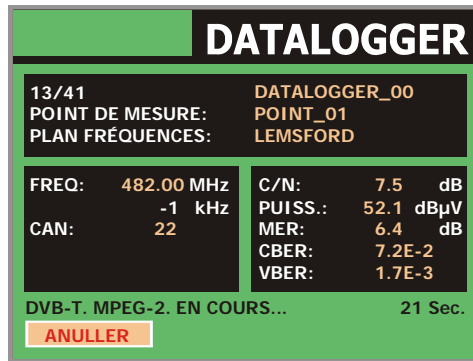 DATALOGGER
13/41 DATALOGGER_00
POINT DE MESURE: POINT_01
PLAN FRÉQUENCES: LEMSFORD
FREQ: 482.00 MHz
-1 kHz
CAN: 22
C/N: 7.5 dB
PUISS.: 52.1 dBµV
MER: 6.4 dB
CBER: 7.2E-2
VBER: 1.7E-3
DVB-T. MPEG-2. EN COURS... 21 Sec.
ANULLER